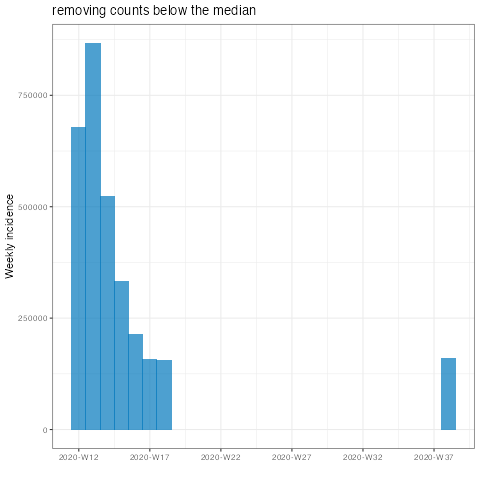 removing counts below the median
Weekly incidence
750000
500000
250000
0
2020-W12 2020-W17 2020-W22 2020-W27 2020-W32 2020-W37